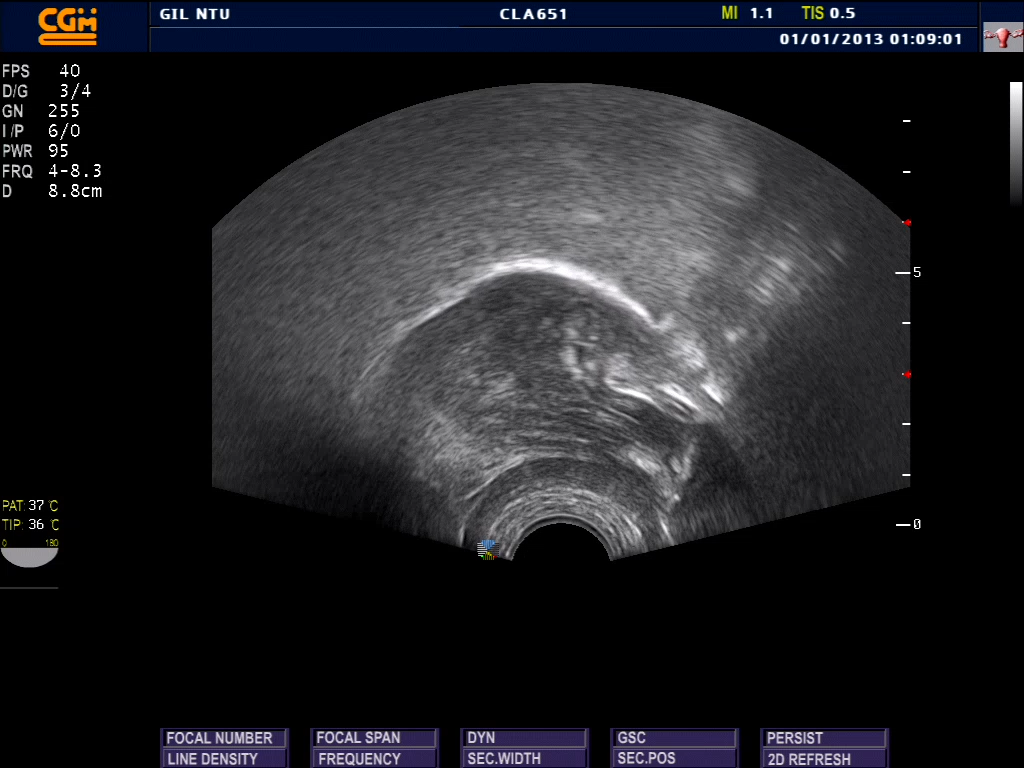 CGM
GIL NTU CLA651 MI 1.1 TIS 0.5
01/01/2013 01:09:01
FPS 40
D/G 3/4
GN 255
I/P 6/0
PWR 95
FRQ 4-8.3
D 8.8cm
5
PAT: 37 °C
TIP: 36 °C
0 180
0
FOCAL NUMBER FOCAL SPAN DYN GSC PERSIST
LINE DENSITY FREQUENCY SEC.WIDTH SEC.POS 2D REFRESH